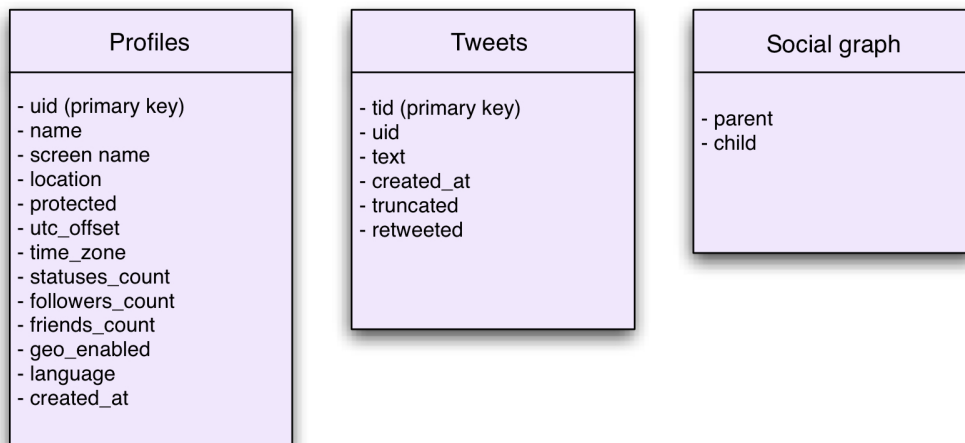 Profiles
- uid (primary key)
- name
- screen name
- location
- protected
- utc_offset
- time_zone
- statuses_count
- followers_count
- friends_count
- geo_enabled
- language
- created_at
Tweets
- tid (primary key)
- uid
- text
- created_at
- truncated
- retweeted
Social graph
- parent
- child